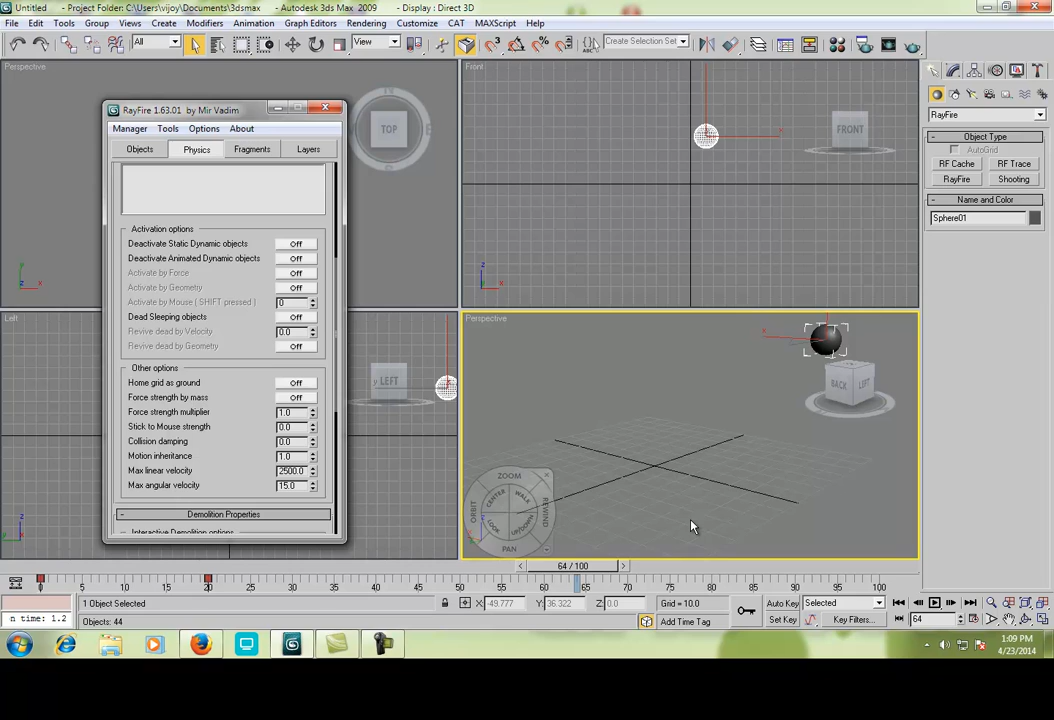 Untitled - Project Folder: C:\Users\vijoy\Documents\3dsmax - Autodesk 3ds Max 2009 - Display : Direct 3D
File Edit Tools Group Views Create Modifiers Animation Graph Editors Rendering Customize CAT MAXScript Help
All View Create Selection Set
Perspective
TOP
Front
FRONT
RayFire 1.63.01 by Mir Vadim
Manager Tools Options About
Objects Physics Fragments Layers
Activation options
Deactivate Static Dynamic objects Off
Deactivate Animated Dynamic objects Off
Activate by Force Off
Activate by Geometry Off
Activate by Mouse ( SHIFT pressed ) 0
Dead Sleeping objects Off
Revive dead by Velocity 0.0
Revive dead by Geometry Off
Other options
Home grid as ground Off
Force strength by mass Off
Force strength multiplier 1.0
Stick to Mouse strength 0.0
Collision damping 0.0
Motion inheritance 1.0
Max linear velocity 2500.0
Max angular velocity 15.0
Demolition Properties
Interactive Demolition options
Left
LEFT
Perspective
BACK LEFT
ZOOM
ORBIT
CENTER WALK
REWIND
LOOK UP/DOWN
PAN
RayFire
Object Type
AutoGrid
RF Cache RF Trace
RayFire Shooting
Name and Color
Sphere01
64 / 100
5 10 15 20 25 30 35 40 45 50 55 60 65 70 75 80 85 90 95 100
1 Object Selected X: -49.777 Y: 36.322 Z: 0.0 Grid = 10.0 Auto Key Selected
n time: 1.2 Objects: 44 Add Time Tag Set Key Key Filters... 64
1:09 PM
4/23/2014